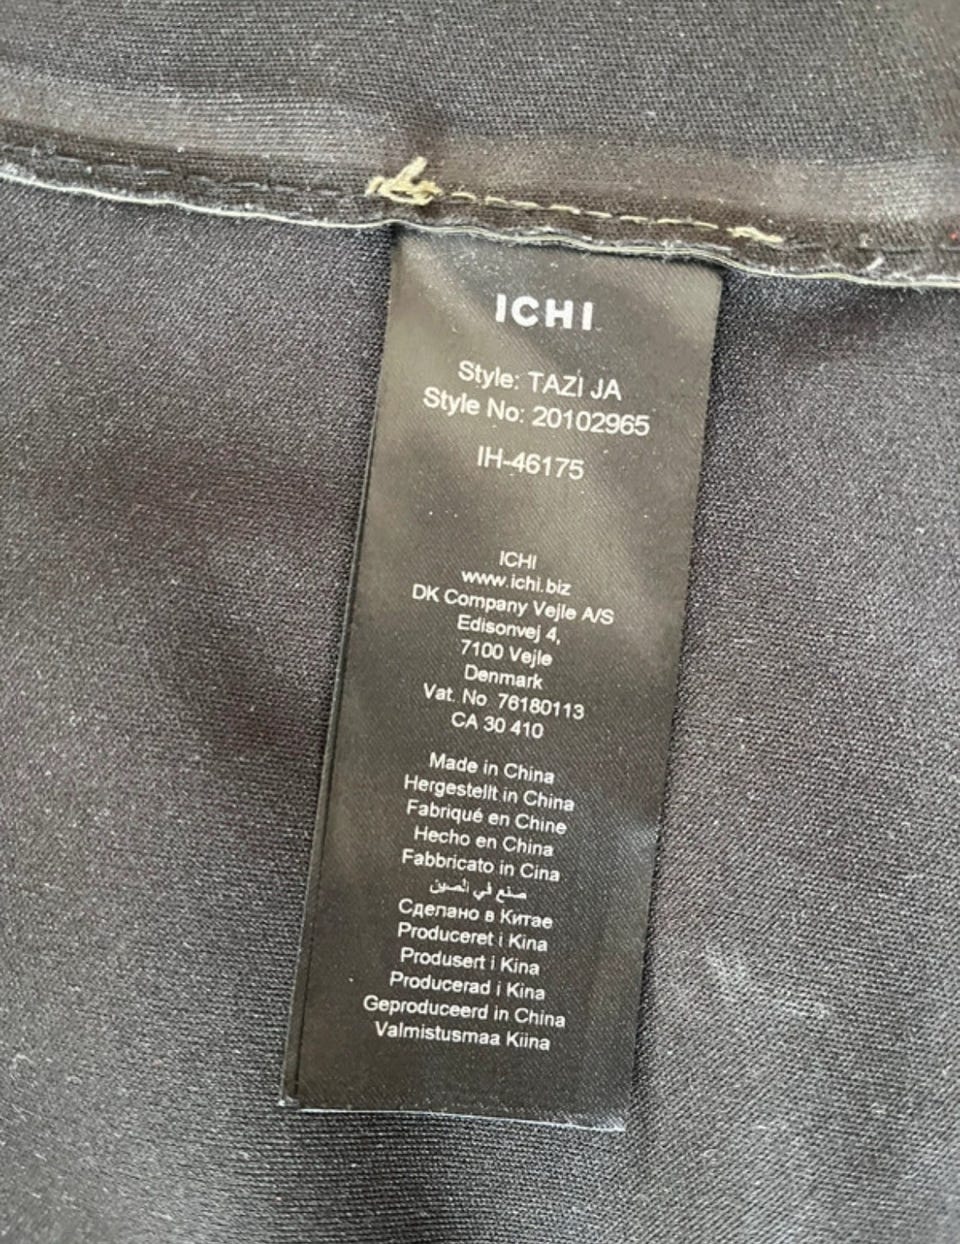 ICHI
Style: TAZI JA
Style No: 20102965
IH-46175
ICHI
www.ichi.biz
DK Company Vejle A/S
Edisonvej 4,
7100 Vejle
Denmark
Vat. No 76180113
CA 30 410
Made in China
Hergestellt in China
Fabriqué en Chine
Hecho en China
Fabbricato in Cina
صنع في الصين
Сделано в Китае
Produceret i Kina
Produsert i Kina
Producerad i Kina
Geproduceerd in China
Valmistusmaa Kiina